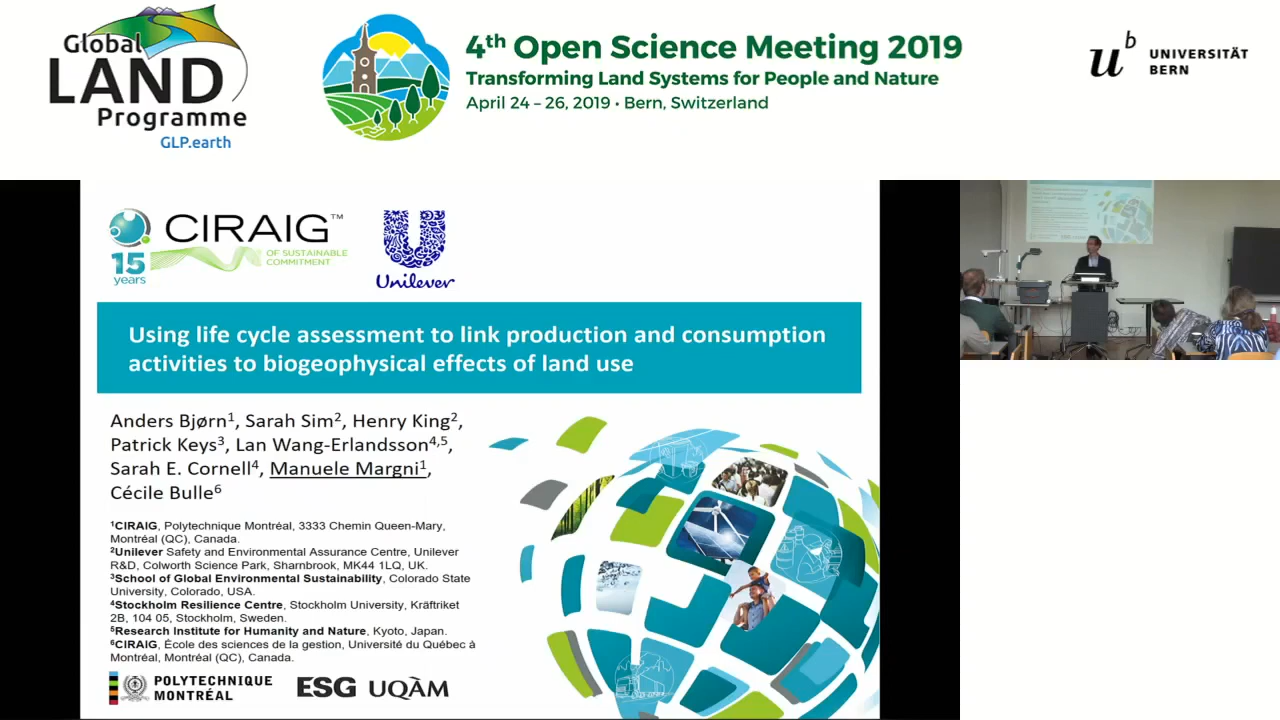 Global
LAND
Programme
GLP.earth
4th Open Science Meeting 2019
Transforming Land Systems for People and Nature
April 24 – 26, 2019 • Bern, Switzerland
u b
UNIVERSITÄT
BERN
CIRAIG™
15
years
OF SUSTAINABLE
COMMITMENT
U
Unilever
Using life cycle assessment to link production and consumption
activities to biogeophysical effects of land use
Anders Bjørn1, Sarah Sim2, Henry King2,
Patrick Keys3, Lan Wang-Erlandsson4,5,
Sarah E. Cornell4, Manuele Margni1,
Cécile Bulle6
1CIRAIG, Polytechnique Montréal, 3333 Chemin Queen-Mary,
Montréal (QC), Canada.
2Unilever Safety and Environmental Assurance Centre, Unilever
R&D, Colworth Science Park, Sharnbrook, MK44 1LQ, UK.
3School of Global Environmental Sustainability, Colorado State
University, Colorado, USA.
4Stockholm Resilience Centre, Stockholm University, Kräftriket
2B, 104 05, Stockholm, Sweden.
5Research Institute for Humanity and Nature, Kyoto, Japan.
6CIRAIG, École des sciences de la gestion, Université du Québec à
Montréal, Montréal (QC), Canada.
POLYTECHNIQUE
MONTRÉAL
ESG UQÀM